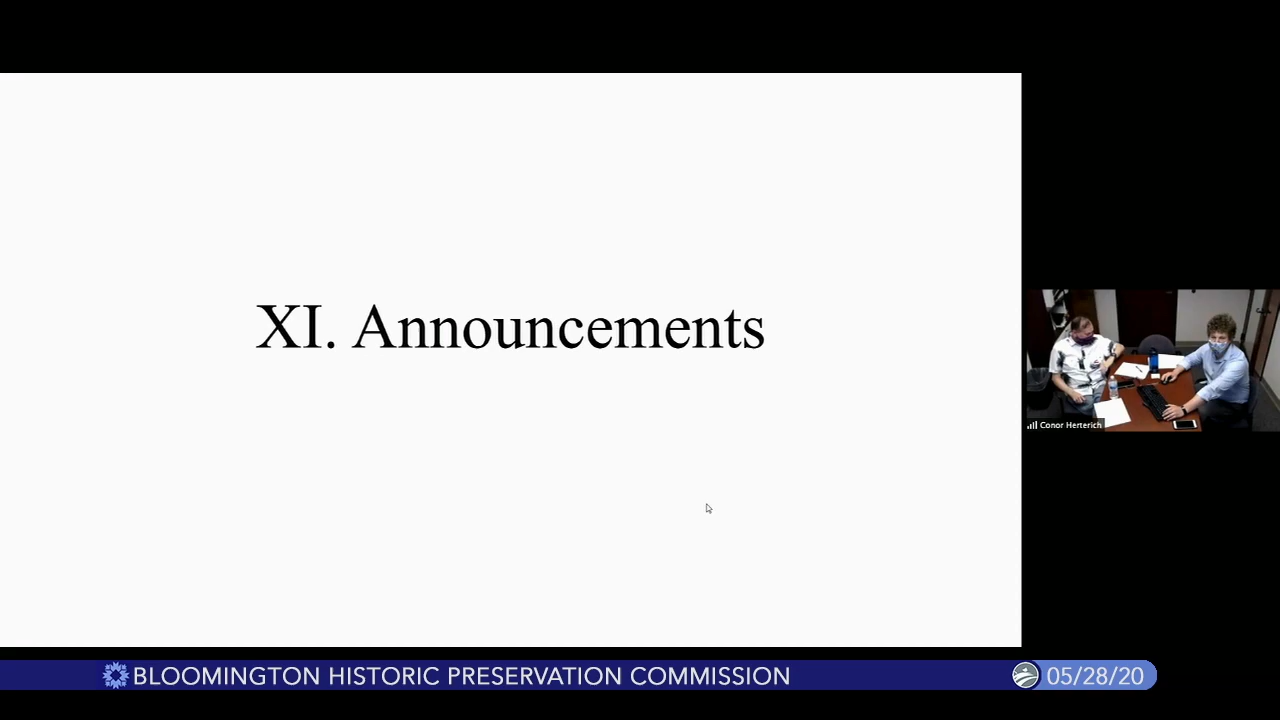 XI. Announcements
Conor Herterich
BLOOMINGTON HISTORIC PRESERVATION COMMISSION
05/28/20